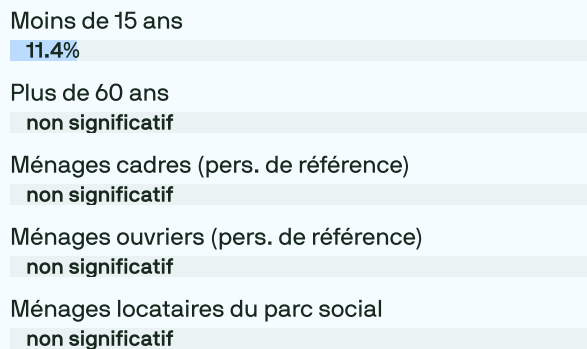 Moins de 15 ans
11.4%
Plus de 60 ans
non significatif
Ménages cadres (pers. de référence)
non significatif
Ménages ouvriers (pers. de référence)
non significatif
Ménages locataires du parc social
non significatif